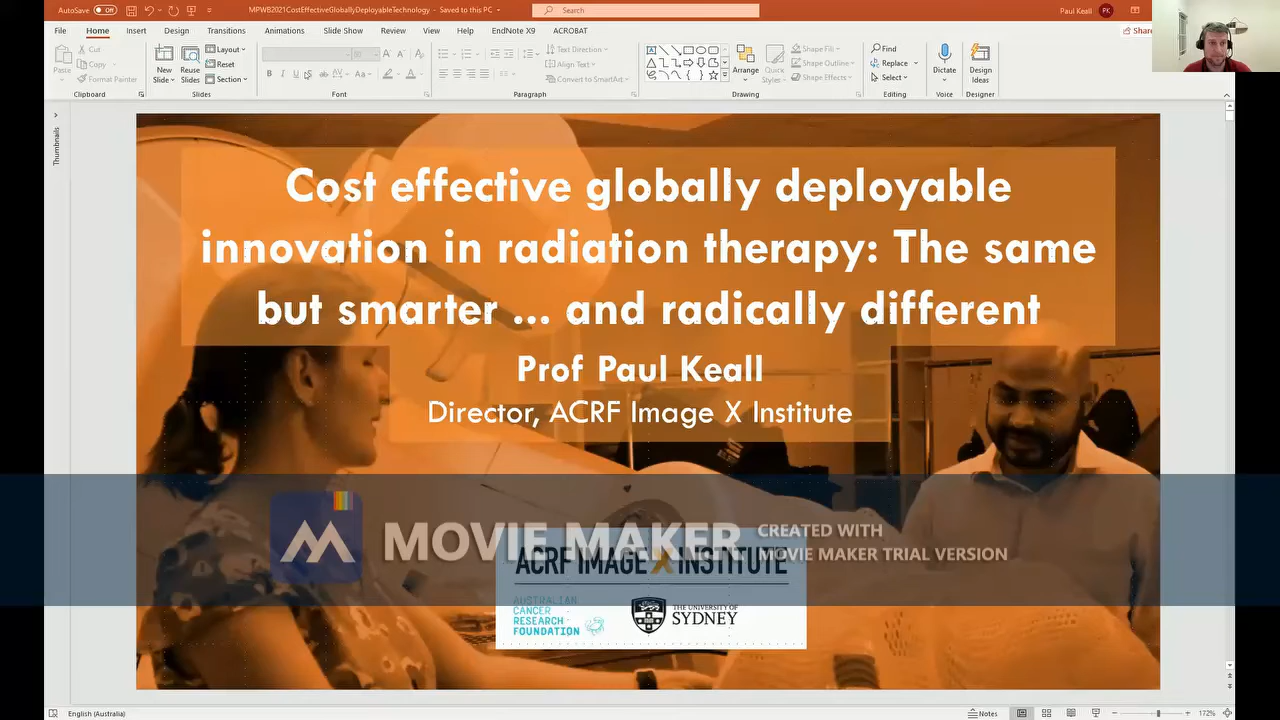 AutoSave Off MPWB2021CostEffectiveGloballyDeployableTechnology - Saved to this PC Search Paul Keall PK
File Home Insert Design Transitions Animations Slide Show Review View Help EndNote X9 ACROBAT Share
Paste
Cut
Copy
Format Painter
Clipboard
New Slide
Reuse Slides
Layout
Reset
Section
Slides
Font
Text Direction
Align Text
Convert to SmartArt
Paragraph
Arrange
Quick Styles
Shape Fill
Shape Outline
Shape Effects
Drawing
Find
Replace
Select
Editing
Dictate
Voice
Design Ideas
Designer
Thumbnails
Cost effective globally deployable
innovation in radiation therapy: The same
but smarter ... and radically different
Prof Paul Keall
Director, ACRF Image X Institute
MOVIE MAKER
CREATED WITH
MOVIE MAKER TRIAL VERSION
ACRF IMAGE X INSTITUTE
AUSTRALIAN
CANCER
RESEARCH
FOUNDATION
THE UNIVERSITY OF
SYDNEY
English (Australia) Notes 172%